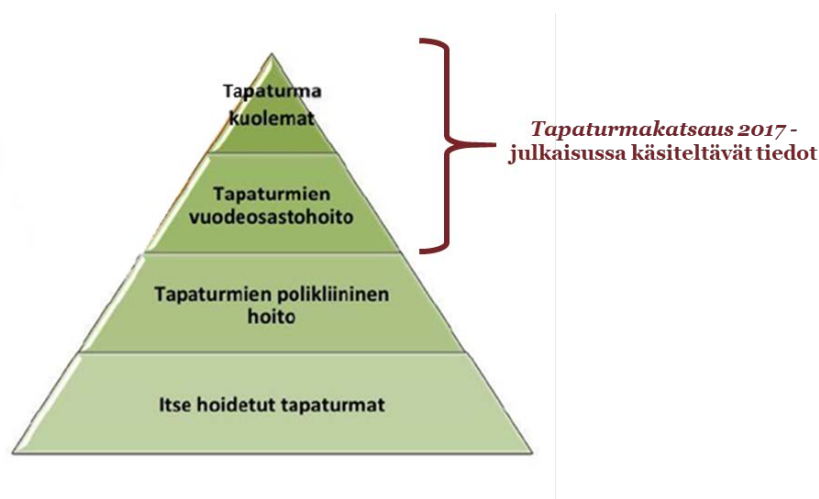 Tapaturma
kuolemat
Tapaturmien
vuodeosastohoito
Tapaturmien polikliininen
hoito
Itse hoidetut tapaturmat
Tapaturmakatsaus 2017 -
julkaisussa käsiteltävät tiedot